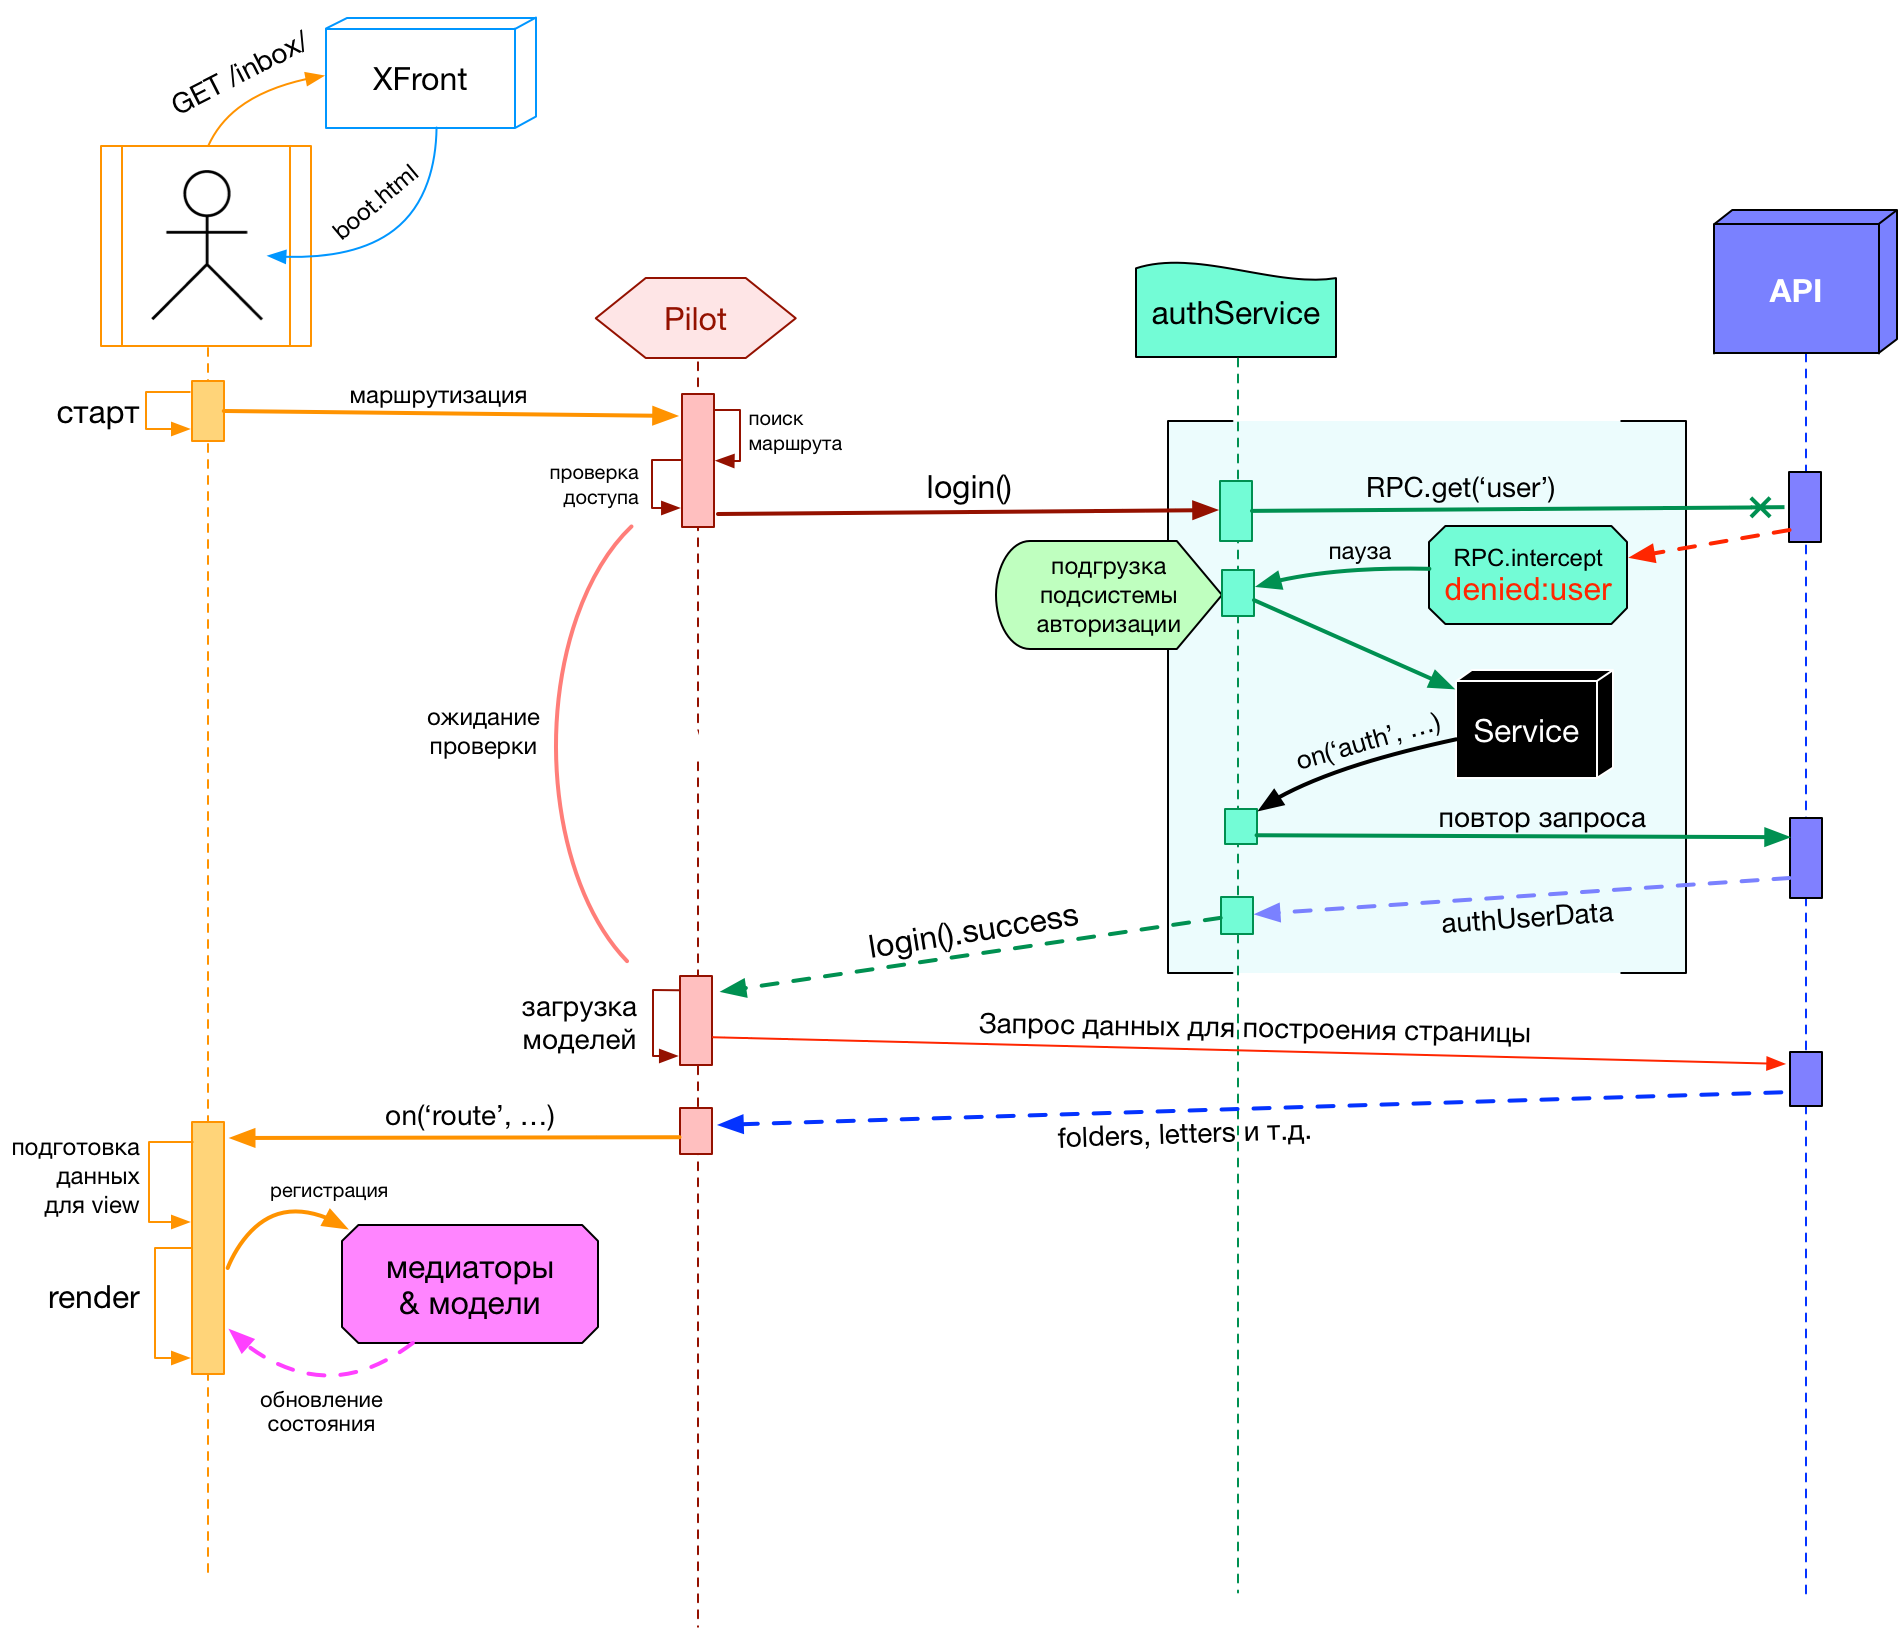 GET /inbox/
XFront
boot.html
Pilot
authService
API
старт
маршрутизация
поиск
маршрута
проверка
доступа
login()
RPC.get(‘user’)
пауза
RPC.intercept
denied:user
подгрузка
подсистемы
авторизации
ожидание
проверки
Service
on(‘auth’, …)
повтор запроса
authUserData
login().success
загрузка
моделей
Запрос данных для построения страницы
on(‘route’, …)
folders, letters и т.д.
подготовка
данных
для view
регистрация
медиаторы
& модели
render
обновление
состояния